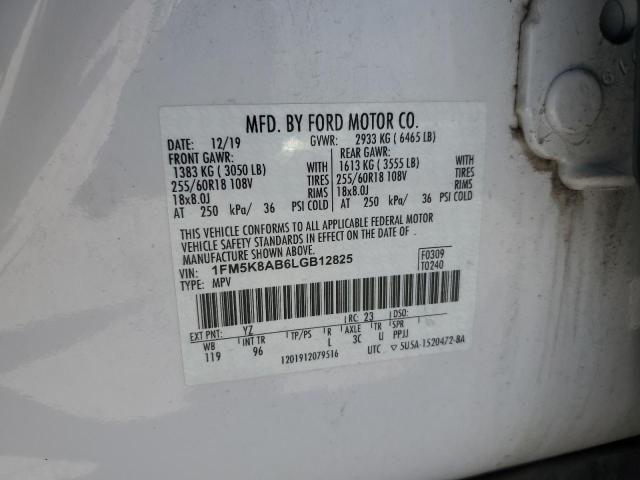 MFD. BY FORD MOTOR CO.
DATE: 12/19 GVWR: 2933 KG ( 6465 LB)
FRONT GAWR: REAR GAWR:
1383 KG ( 3050 LB) WITH 1613 KG ( 3555 LB) WITH
255/60R18 108V TIRES 255/60R18 108V TIRES
18x8.0J RIMS 18x8.0J RIMS
AT 250 kPa/ 36 PSI COLD AT 250 kPa/ 36 PSI COLD
THIS VEHICLE CONFORMS TO ALL APPLICABLE FEDERAL MOTOR
VEHICLE SAFETY AND BUMPER STANDARDS IN EFFECT ON THE DATE OF
MANUFACTURE SHOWN ABOVE.
VIN: 1FM5K8AB6LGB12825 F0309
TYPE: MPV T0240
EXT PNT: YZ RC: 23 DSO:
WB INT TR TP/PS R AXLE TR SPR
119 96 L 3C U PPJJ
1201912079516 UTC ▽ 5U5A-1520472-BA